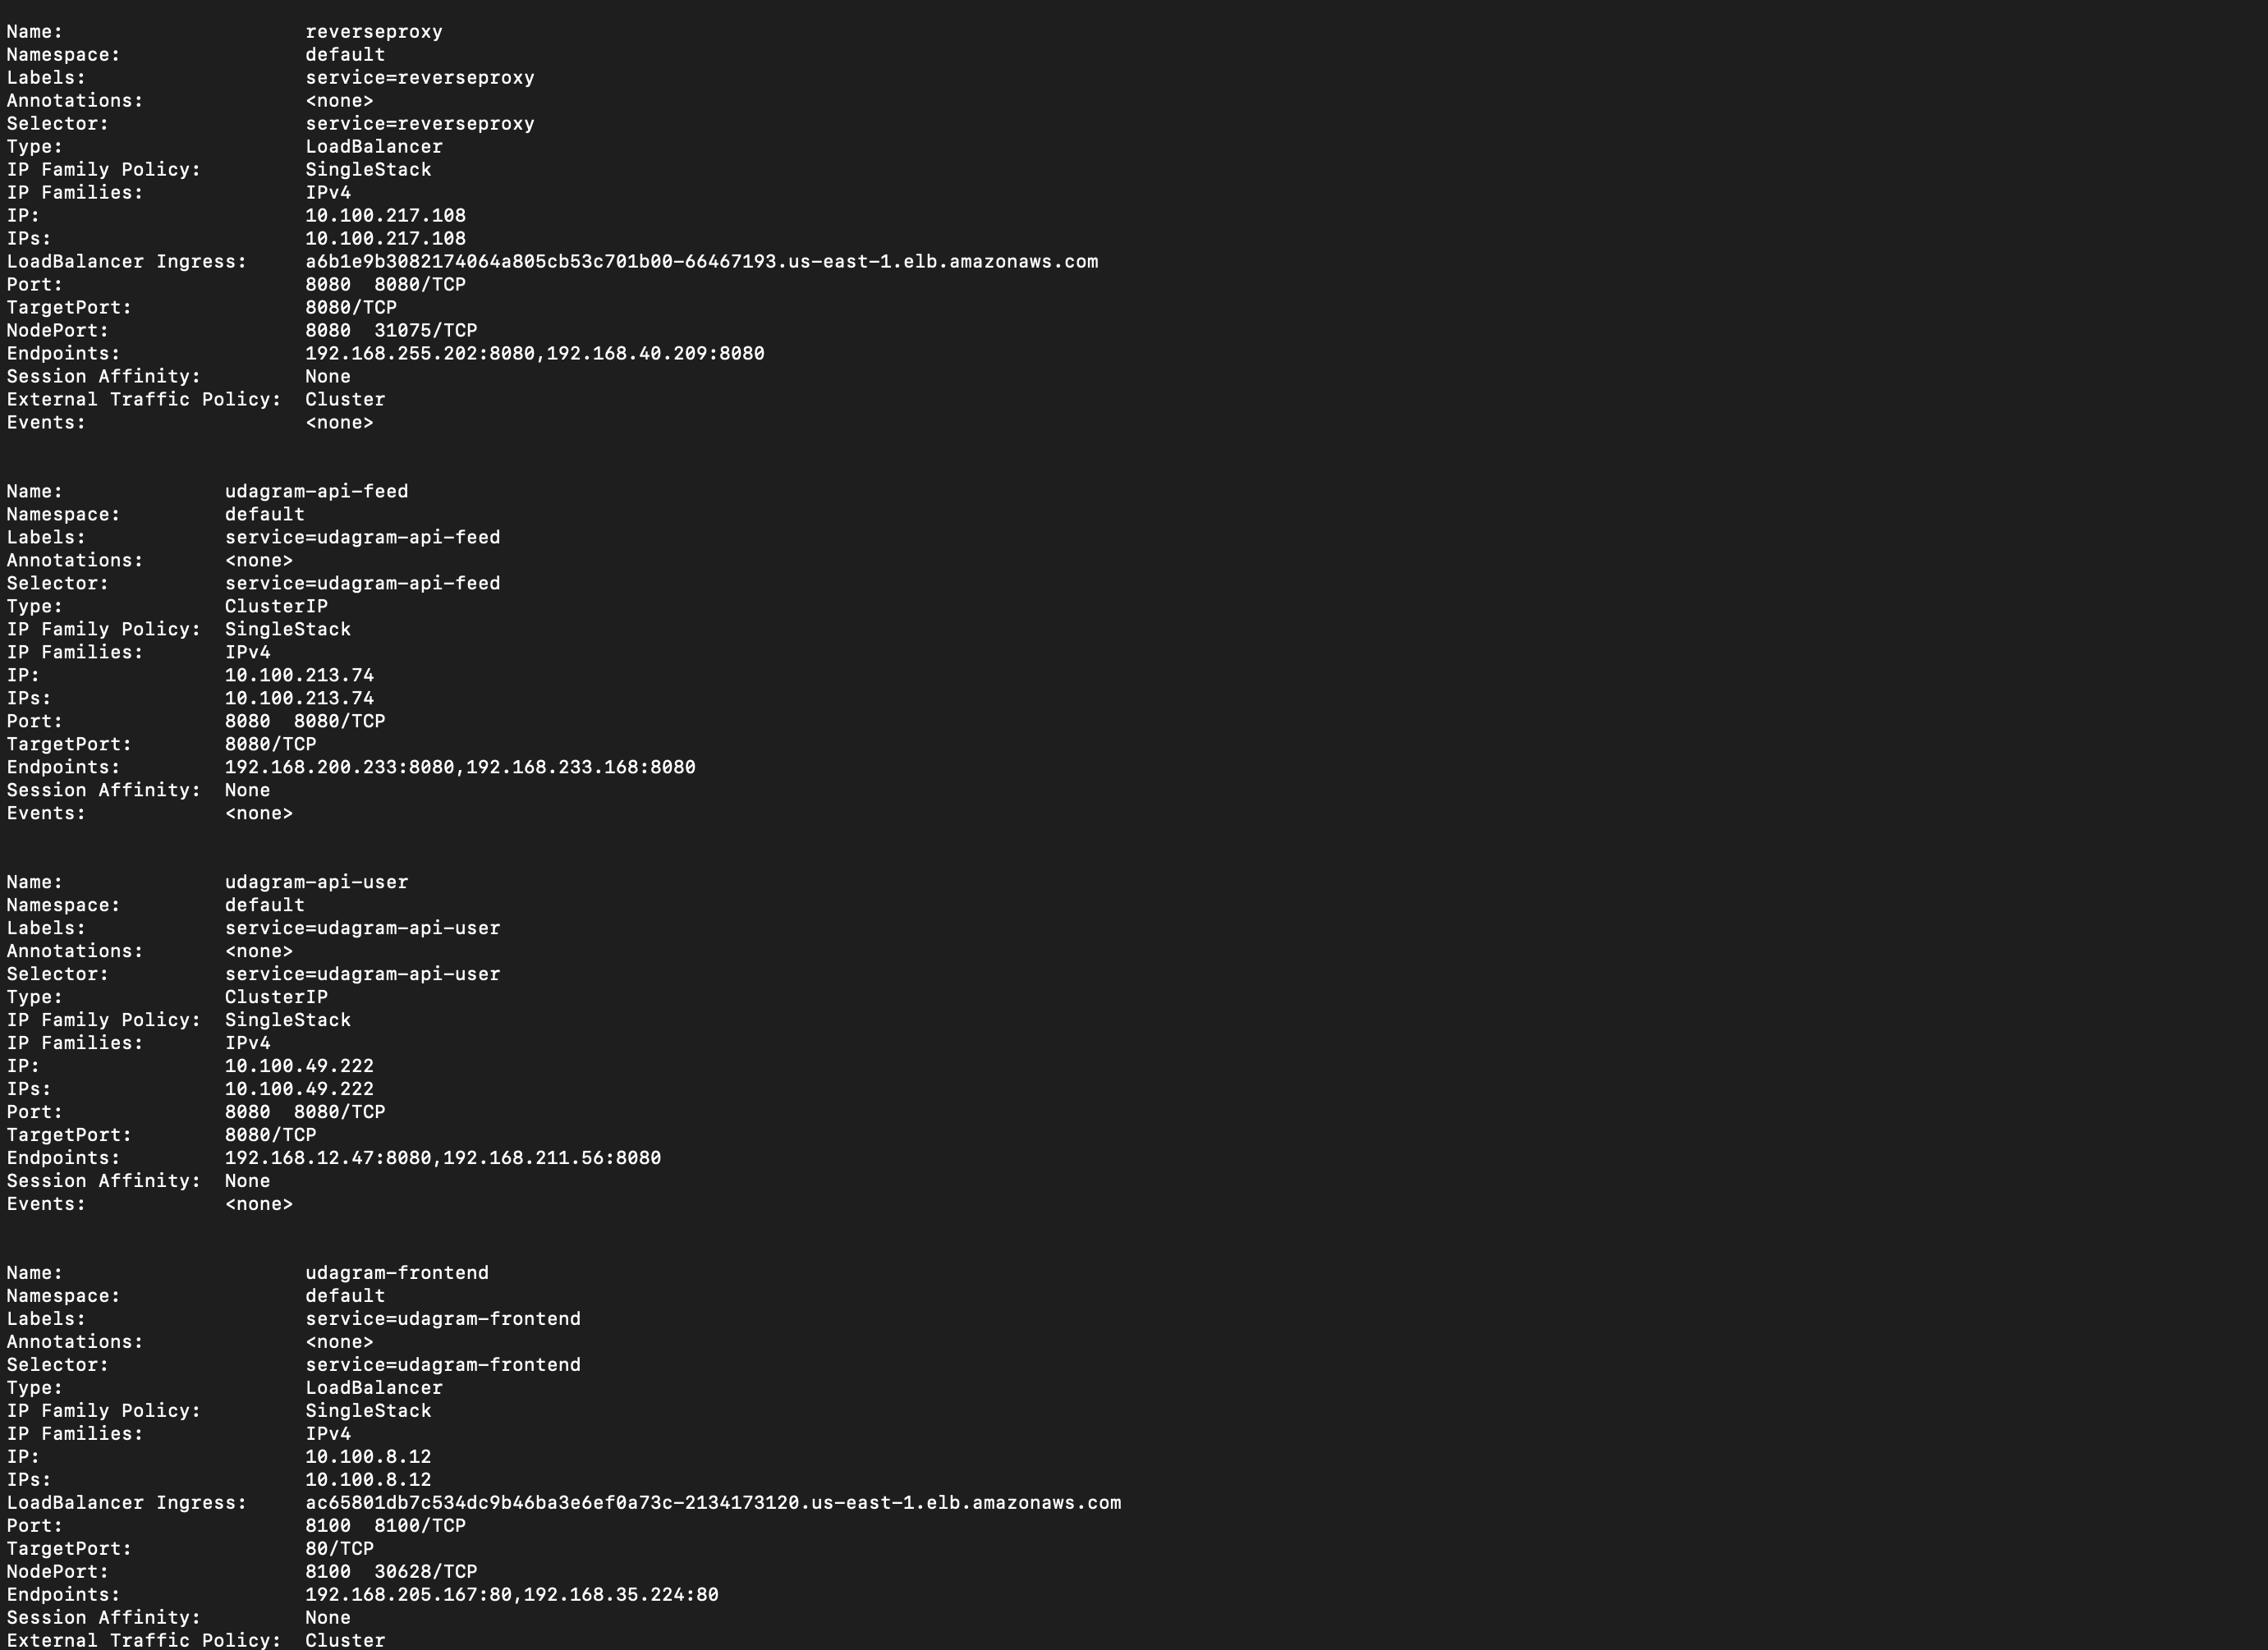 Name:                     reverseproxy
Namespace:                default
Labels:                   service=reverseproxy
Annotations:              <none>
Selector:                 service=reverseproxy
Type:                     LoadBalancer
IP Family Policy:         SingleStack
IP Families:              IPv4
IP:                       10.100.217.108
IPs:                      10.100.217.108
LoadBalancer Ingress:     a6b1e9b3082174064a805cb53c701b00-66467193.us-east-1.elb.amazonaws.com
Port:                     8080  8080/TCP
TargetPort:               8080/TCP
NodePort:                 8080  31075/TCP
Endpoints:                192.168.255.202:8080,192.168.40.209:8080
Session Affinity:         None
External Traffic Policy:  Cluster
Events:                   <none>
Name:              udagram-api-feed
Namespace:         default
Labels:            service=udagram-api-feed
Annotations:       <none>
Selector:          service=udagram-api-feed
Type:              ClusterIP
IP Family Policy:  SingleStack
IP Families:       IPv4
IP:                10.100.213.74
IPs:               10.100.213.74
Port:              8080  8080/TCP
TargetPort:        8080/TCP
Endpoints:         192.168.200.233:8080,192.168.233.168:8080
Session Affinity:  None
Events:            <none>
Name:              udagram-api-user
Namespace:         default
Labels:            service=udagram-api-user
Annotations:       <none>
Selector:          service=udagram-api-user
Type:              ClusterIP
IP Family Policy:  SingleStack
IP Families:       IPv4
IP:                10.100.49.222
IPs:               10.100.49.222
Port:              8080  8080/TCP
TargetPort:        8080/TCP
Endpoints:         192.168.12.47:8080,192.168.211.56:8080
Session Affinity:  None
Events:            <none>
Name:                     udagram-frontend
Namespace:                default
Labels:                   service=udagram-frontend
Annotations:              <none>
Selector:                 service=udagram-frontend
Type:                     LoadBalancer
IP Family Policy:         SingleStack
IP Families:              IPv4
IP:                       10.100.8.12
IPs:                      10.100.8.12
LoadBalancer Ingress:     ac65801db7c534dc9b46ba3e6ef0a73c-2134173120.us-east-1.elb.amazonaws.com
Port:                     8100  8100/TCP
TargetPort:               80/TCP
NodePort:                 8100  30628/TCP
Endpoints:                192.168.205.167:80,192.168.35.224:80
Session Affinity:         None
External Traffic Policy:  Cluster